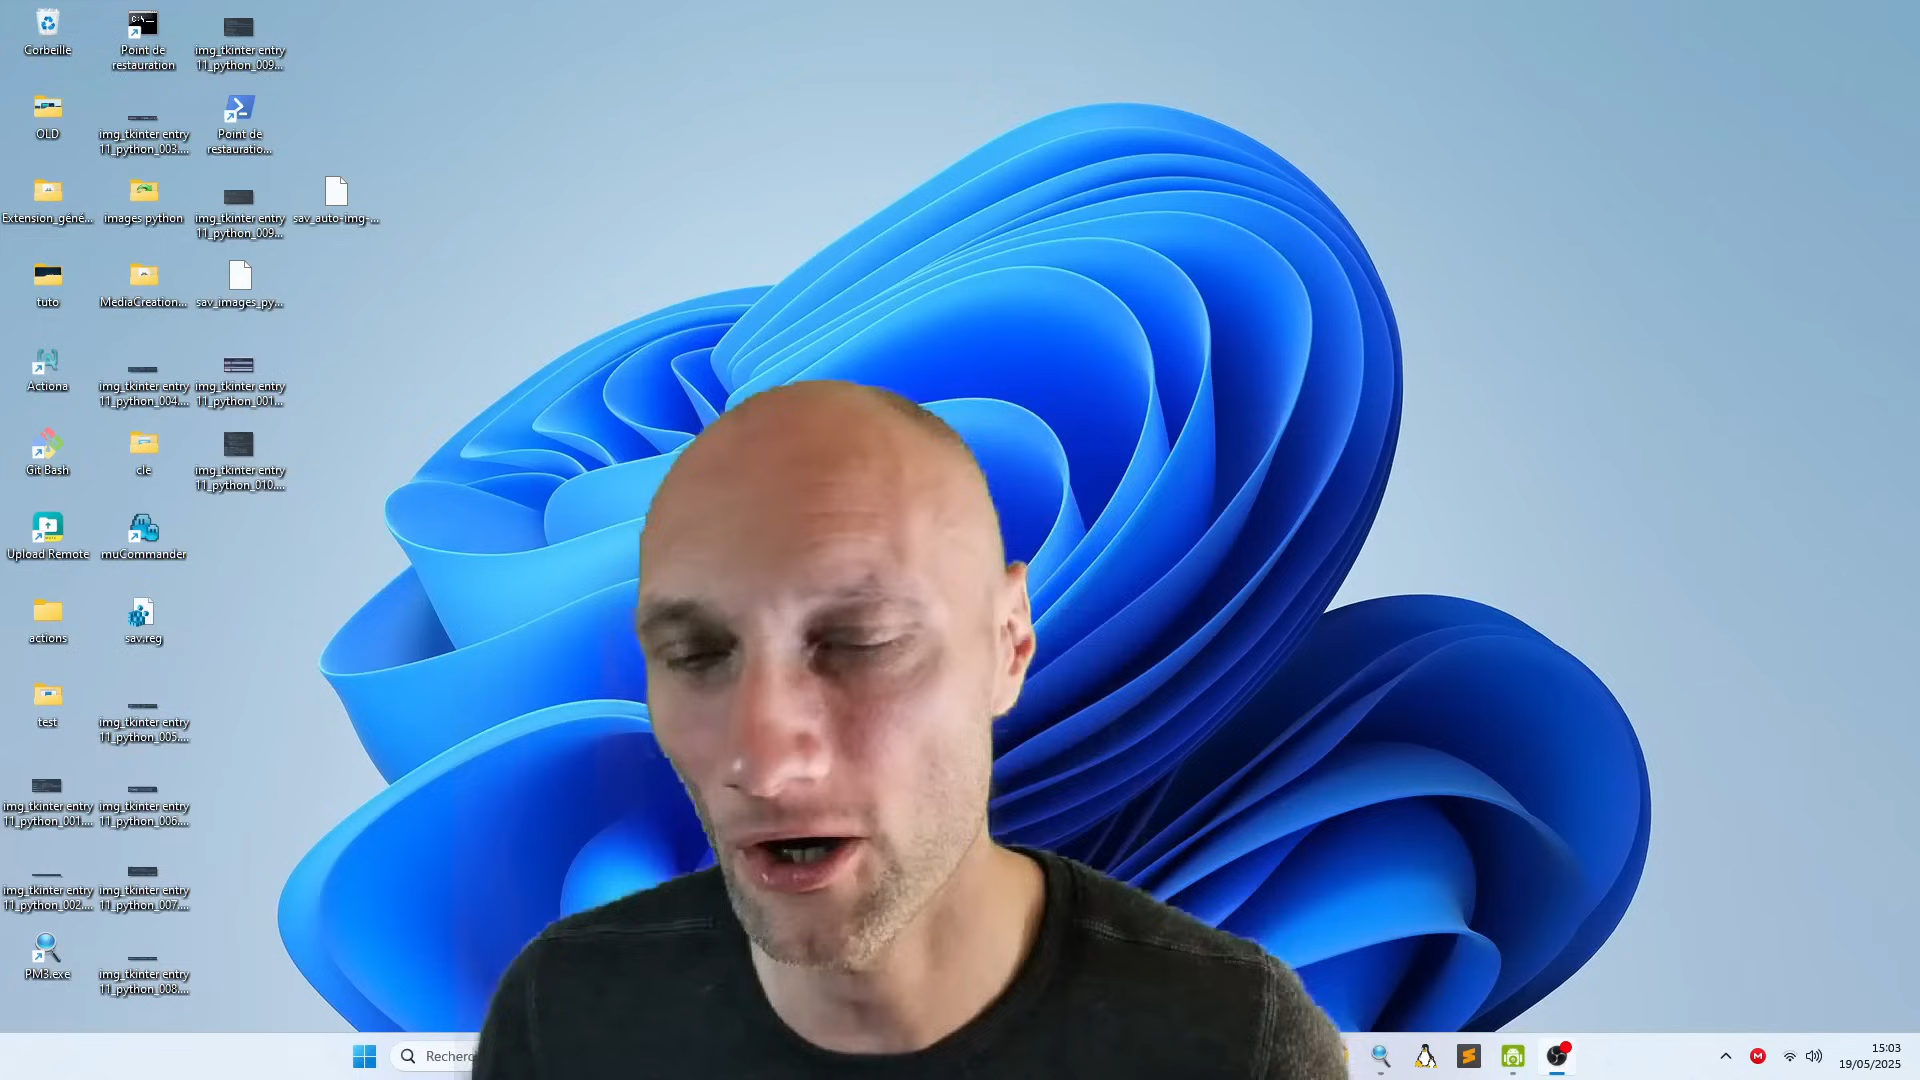 Corbeille
Point de
restauration
img_tkinter entry
11_python_009...
OLD
img_tkinter entry
11_python_003....
Point de
restauratio...
Extension_géné...
images python
img_tkinter entry
11_python_009...
sav_auto-img-...
tuto
MediaCreation...
sav_images_py...
Actiona
img_tkinter entry
11_python_004....
img_tkinter entry
11_python_001...
Git Bash
cle
img_tkinter entry
11_python_010....
Upload Remote
muCommander
actions
sav.reg
test
img_tkinter entry
11_python_005....
img_tkinter entry
11_python_001....
img_tkinter entry
11_python_006....
img_tkinter entry
11_python_002....
img_tkinter entry
11_python_007....
PM3.exe
img_tkinter entry
11_python_008....
Recherc
15:03
19/05/2025